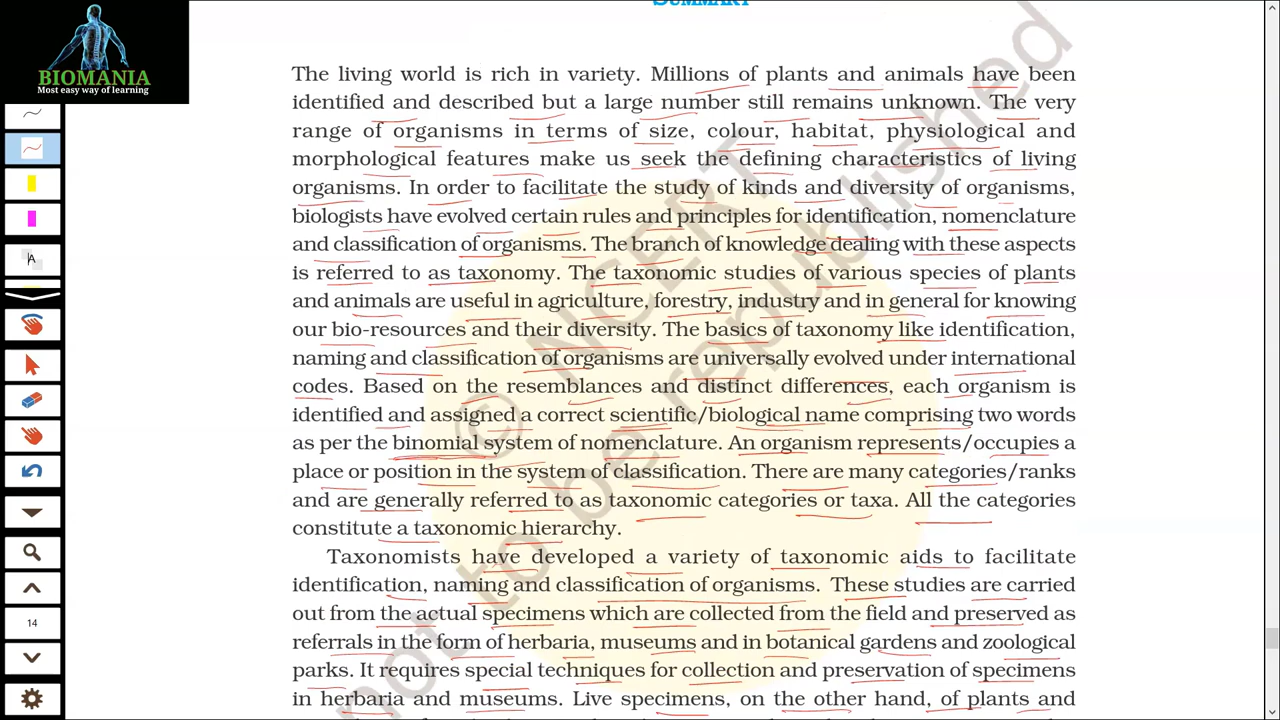 SUMMARY
BIOMANIA
Most easy way of learning
The living world is rich in variety. Millions of plants and animals have been
identified and described but a large number still remains unknown. The very
range of organisms in terms of size, colour, habitat, physiological and
morphological features make us seek the defining characteristics of living
organisms. In order to facilitate the study of kinds and diversity of organisms,
biologists have evolved certain rules and principles for identification, nomenclature
and classification of organisms. The branch of knowledge dealing with these aspects
is referred to as taxonomy. The taxonomic studies of various species of plants
and animals are useful in agriculture, forestry, industry and in general for knowing
our bio-resources and their diversity. The basics of taxonomy like identification,
naming and classification of organisms are universally evolved under international
codes. Based on the resemblances and distinct differences, each organism is
identified and assigned a correct scientific/biological name comprising two words
as per the binomial system of nomenclature. An organism represents/occupies a
place or position in the system of classification. There are many categories/ranks
and are generally referred to as taxonomic categories or taxa. All the categories
constitute a taxonomic hierarchy.
Taxonomists have developed a variety of taxonomic aids to facilitate
identification, naming and classification of organisms. These studies are carried
out from the actual specimens which are collected from the field and preserved as
referrals in the form of herbaria, museums and in botanical gardens and zoological
parks. It requires special techniques for collection and preservation of specimens
in herbaria and museums. Live specimens, on the other hand, of plants and
© NCERT
not to be republished
A
14